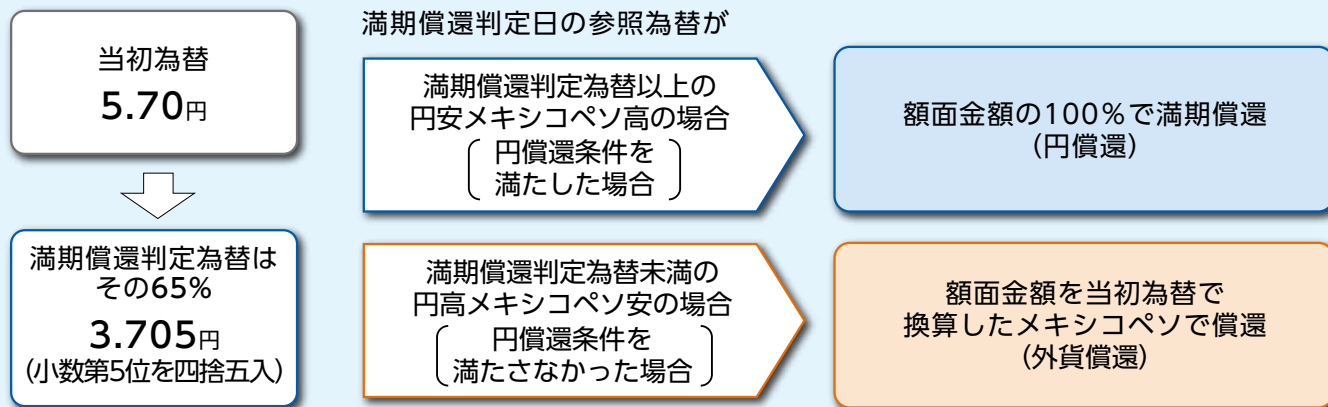 当初為替
5.70円
満期償還判定為替は
その65%
3.705円
(小数第5位を四捨五入)
満期償還判定日の参照為替が
満期償還判定為替以上の
円安メキシコペソ高の場合
円償還条件を
満たした場合
額面金額の100%で満期償還
(円償還)
満期償還判定為替未満の
円高メキシコペソ安の場合
円償還条件を
満たさなかった場合
額面金額を当初為替で
換算したメキシコペソで償還
(外貨償還)